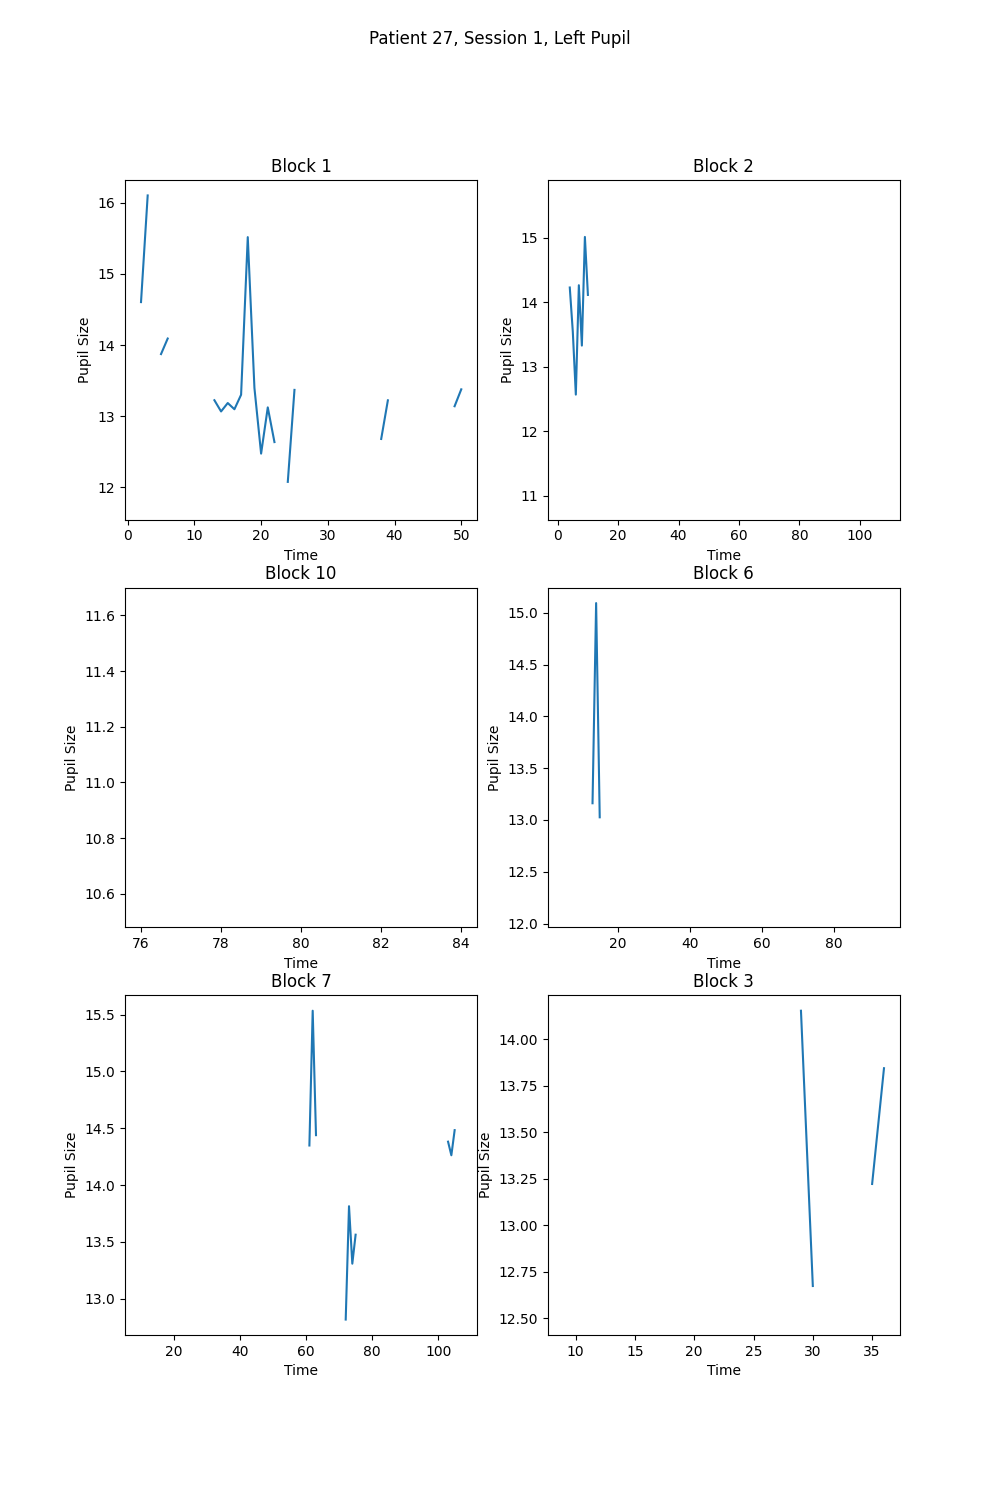 Patient 27, Session 1, Left Pupil
Block 1
Pupil Size
16
15
14
13
12
0 10 20 30 40 50
Time
Block 2
Pupil Size
15
14
13
12
11
0 20 40 60 80 100
Time
Block 10
Pupil Size
11.6
11.4
11.2
11.0
10.8
10.6
76 78 80 82 84
Time
Block 6
Pupil Size
15.0
14.5
14.0
13.5
13.0
12.5
12.0
20 40 60 80
Time
Block 7
Pupil Size
15.5
15.0
14.5
14.0
13.5
13.0
20 40 60 80 100
Time
Block 3
Pupil Size
14.00
13.75
13.50
13.25
13.00
12.75
12.50
10 15 20 25 30 35
Time